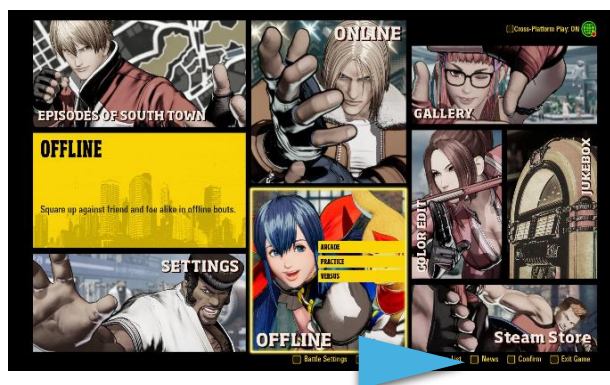 Cross-Platform Play: ON
EPISODES OF SOUTH TOWN
ONLINE
GALLERY
OFFLINE
Square up against friend and foe alike in offline bouts.
COLOR EDIT
JUKEBOX
SETTINGS
ARCADE
PRACTICE
VERSUS
OFFLINE
Steam Store
Battle Settings
List
News
Confirm
Exit Game